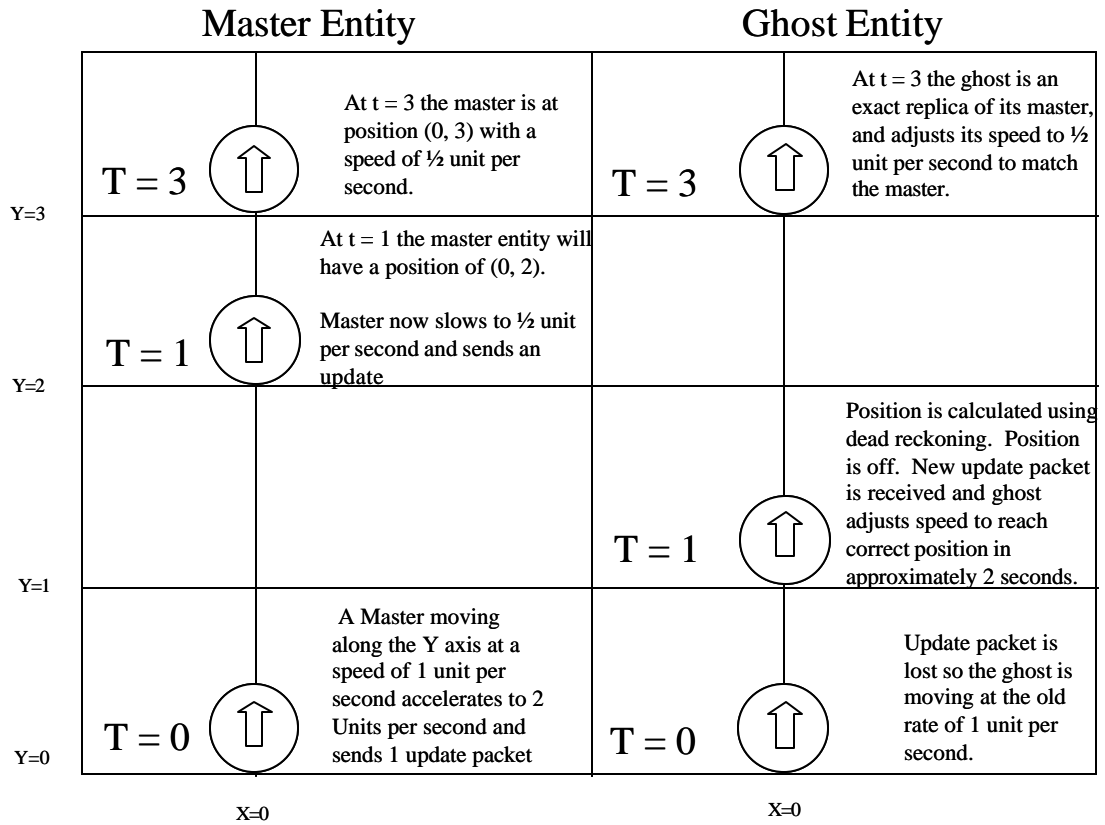 Master Entity
Ghost Entity
At t = 3 the master is at
position (0, 3) with a
speed of ½ unit per
second.
T = 3
At t = 3 the ghost is an
exact replica of its master,
and adjusts its speed to ½
unit per second to match
the master.
T = 3
Y=3
At t = 1 the master entity will
have a position of (0, 2).
Master now slows to ½ unit
per second and sends an
update
T = 1
Y=2
Position is calculated using
dead reckoning. Position
is off. New update packet
is received and ghost
adjusts speed to reach
correct position in
approximately 2 seconds.
T = 1
Y=1
A Master moving
along the Y axis at a
speed of 1 unit per
second accelerates to 2
Units per second and
sends 1 update packet
T = 0
Update packet is
lost so the ghost is
moving at the old
rate of 1 unit per
second.
T = 0
Y=0
X=0
X=0